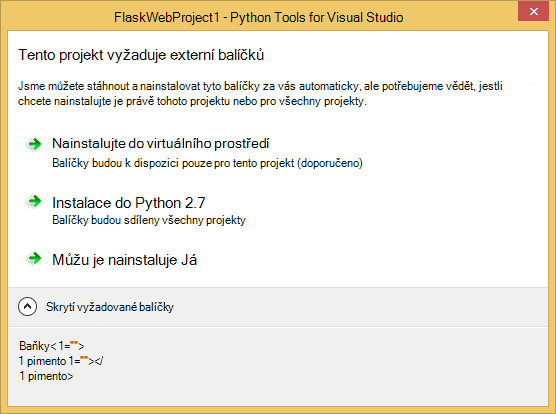 FlaskWebProject1 - Python Tools for Visual Studio
Tento projekt vyžaduje externí balíčků
Jsme můžete stáhnout a nainstalovat tyto balíčky za vás automaticky, ale potřebujeme vědět, jestli
chcete nainstalujte je právě tohoto projektu nebo pro všechny projekty.
Nainstalujte do virtuálního prostředí
Balíčky budou k dispozici pouze pro tento projekt (doporučeno)
Instalace do Python 2.7
Balíčky budou sdíleny všechny projekty
Můžu je nainstaluje Já
Skrytí vyžadované balíčky
Baňky< 1="">
1 pimento 1=""></
1 pimento>